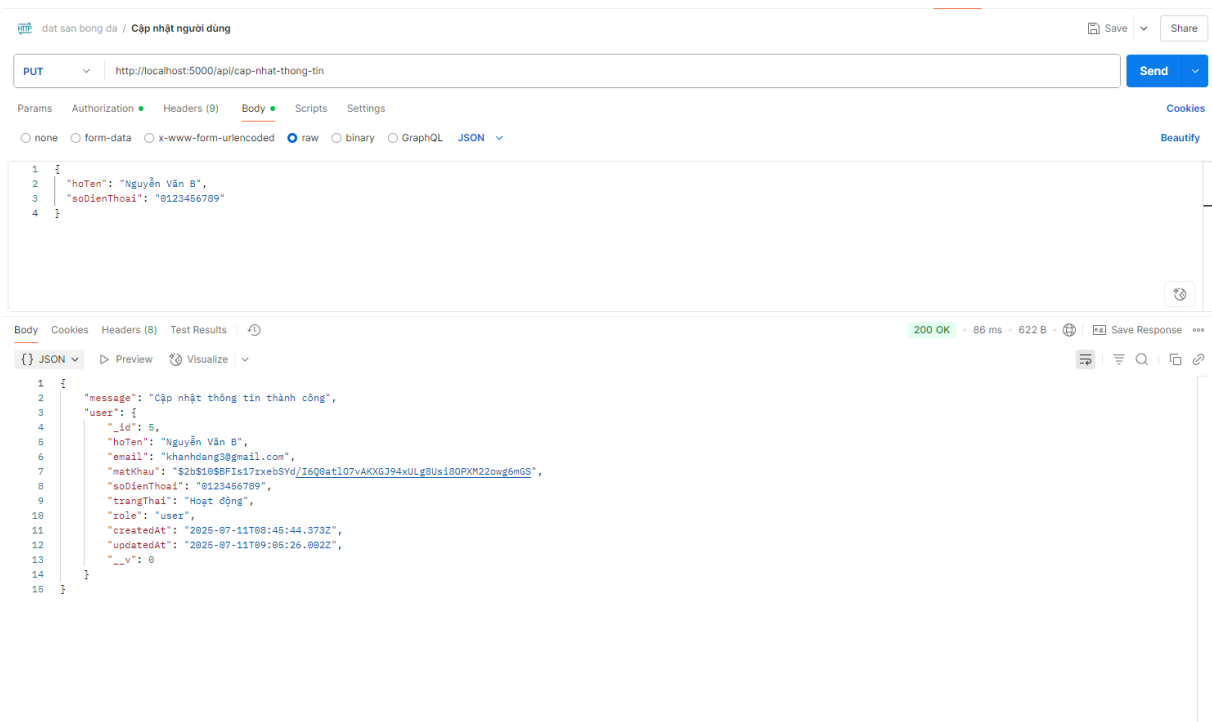 HTTP dat san bong da / Cập nhật người dùng Save Share
PUT http://localhost:5000/api/cap-nhat-thong-tin Send
Params Authorization Headers (9) Body Scripts Settings Cookies
none form-data x-www-form-urlencoded raw binary GraphQL JSON Beautify
1 {
2 "hoTen": "Nguyễn Văn B",
3 "soDienThoai": "0123456789"
4 }
Body Cookies Headers (8) Test Results 200 OK 86 ms 622 B Save Response
{} JSON Preview Visualize
1 {
2 "message": "Cập nhật thông tin thành công",
3 "user": {
4 "_id": 5,
5 "hoTen": "Nguyễn Văn B",
6 "email": "khanhdang3@gmail.com",
7 "matKhau": "$2b$10$BFIs17rxebSYd/I6Q0atlO7vAKXGJ94xULg8Usi8OPXM22owg6mGS",
8 "soDienThoai": "0123456789",
9 "trangThai": "Hoạt động",
10 "role": "user",
11 "createdAt": "2025-07-11T08:45:44.373Z",
12 "updatedAt": "2025-07-11T09:05:26.002Z",
13 "__v": 0
14 }
15 }